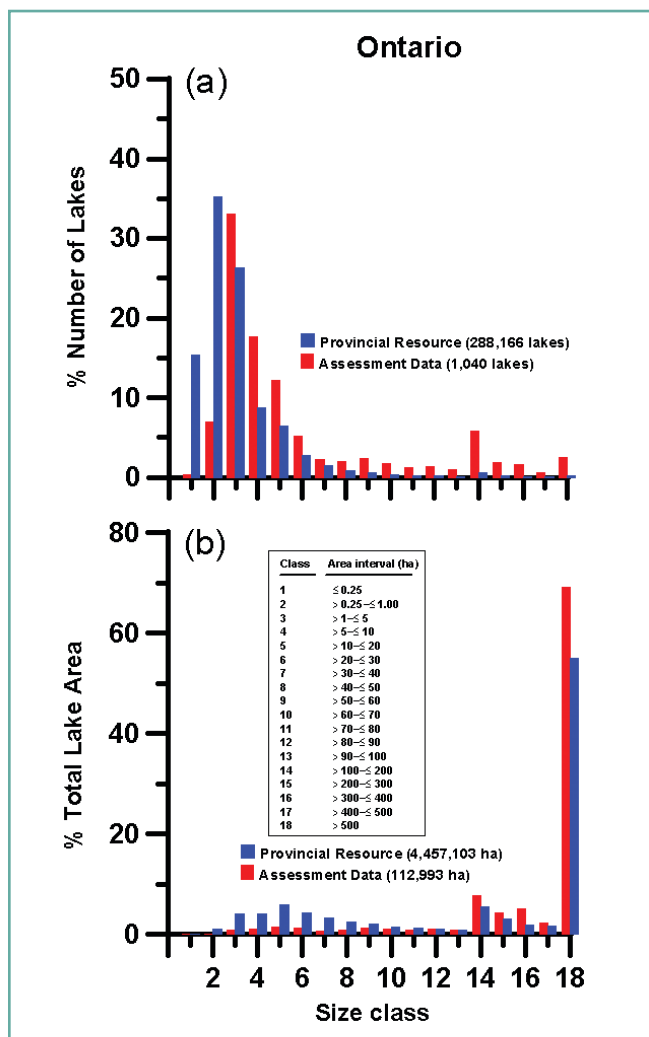 Ontario
(a)
50
40
30
20
10
0
% Number of Lakes
Provincial Resource (288,166 lakes)
Assessment Data (1,040 lakes)
(b)
80
60
40
20
0
% Total Lake Area
Class Area interval (ha)
1 ≤ 0.25
2 > 0.25–≤ 1.00
3 > 1–≤ 5
4 > 5–≤ 10
5 > 10–≤ 20
6 > 20–≤ 30
7 > 30–≤ 40
8 > 40–≤ 50
9 > 50–≤ 60
10 > 60–≤ 70
11 > 70–≤ 80
12 > 80–≤ 90
13 > 90–≤ 100
14 > 100–≤ 200
15 > 200–≤ 300
16 > 300–≤ 400
17 > 400–≤ 500
18 > 500
Provincial Resource (4,457,103 ha)
Assessment Data (112,993 ha)
2 4 6 8 10 12 14 16 18
Size class